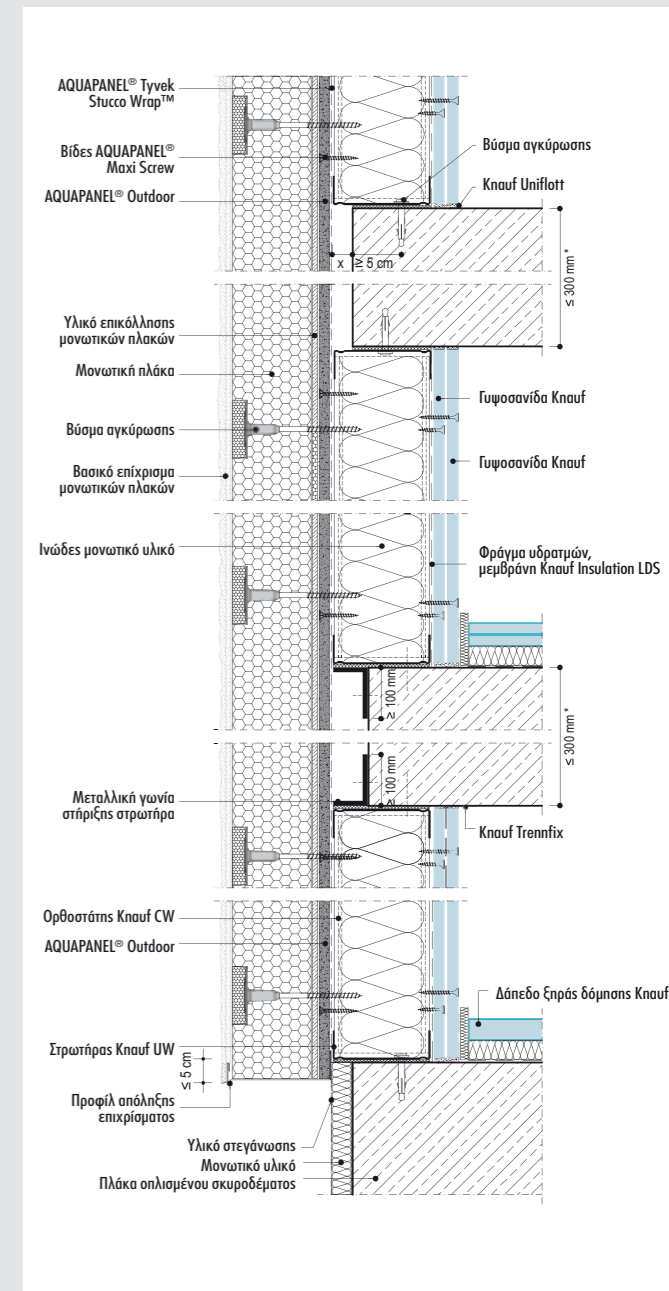 AQUAPANEL® Tyvek
Stucco Wrap™
Βίδες AQUAPANEL®
Maxi Screw
AQUAPANEL® Outdoor
Βύσμα αγκύρωσης
Knauf Uniflott
x
≥ 5 cm
≤ 300 mm *
Υλικό επικόλλησης
μονωτικών πλακών
Μονωτική πλάκα
Βύσμα αγκύρωσης
Βασικό επίχρισμα
μονωτικών πλακών
Γυψοσανίδα Knauf
Γυψοσανίδα Knauf
Ινώδες μονωτικό υλικό
Φράγμα υδρατμών,
μεμβράνη Knauf Insulation LDS
≥ 100 mm
≤ 300 mm *
≥ 100 mm
Μεταλλική γωνία
στήριξης στρωτήρα
Knauf Trennfix
Ορθοστάτης Knauf CW
AQUAPANEL® Outdoor
Δάπεδο ξηράς δόμησης Knauf
Στρωτήρας Knauf UW
≤ 5 cm
Προφίλ απόληξης
επιχρίσματος
Υλικό στεγάνωσης
Μονωτικό υλικό
Πλάκα οπλισμένου σκυροδέματος